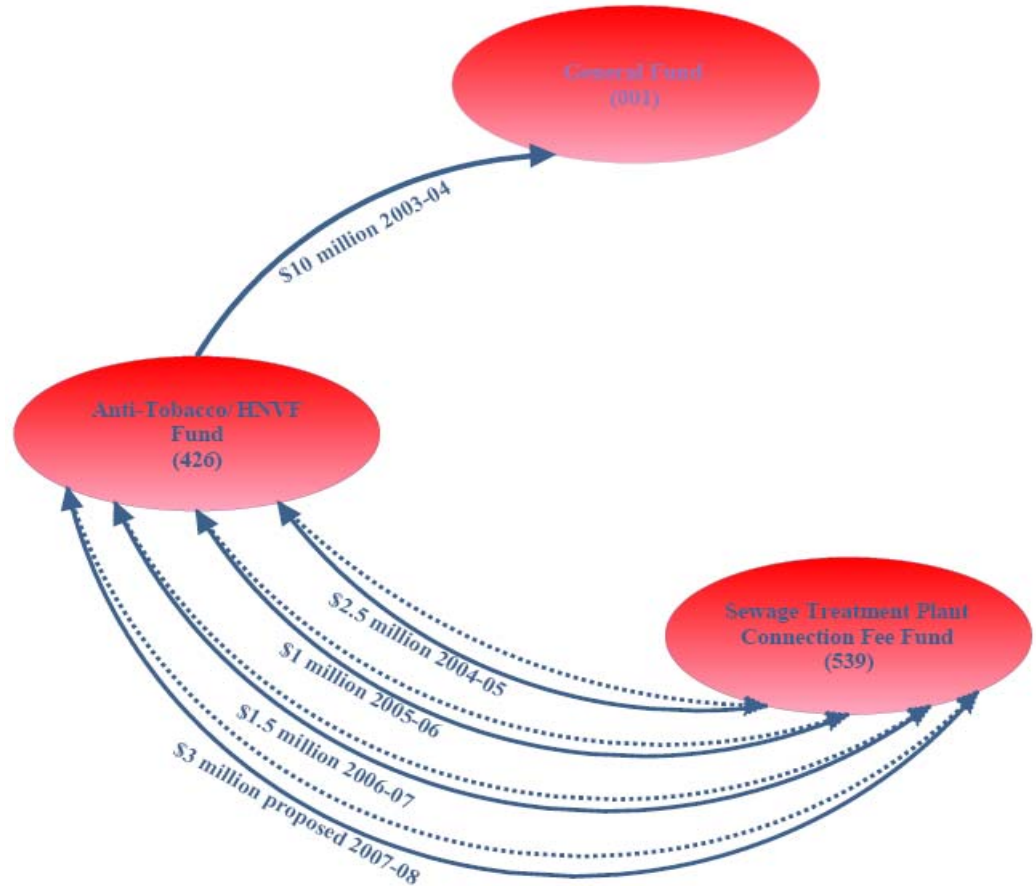 General Fund
(001)
$10 million 2003-04
Anti-Tobacco/HNVF
Fund
(426)
$2.5 million 2004-05
$1 million 2005-06
$1.5 million 2006-07
$3 million proposed 2007-08
Sewage Treatment Plant
Connection Fee Fund
(539)